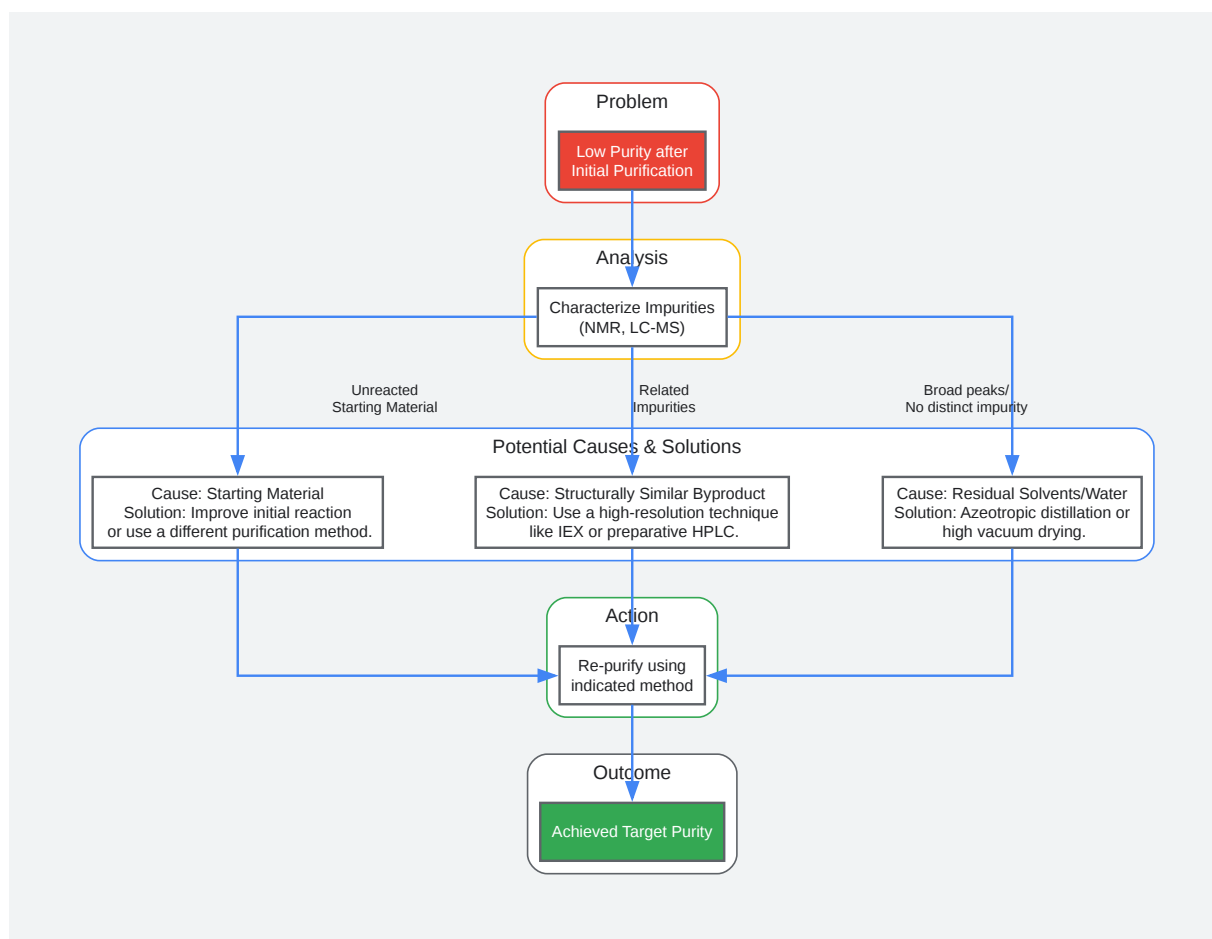 Problem
Low Purity after
Initial Purification
Analysis
Characterize Impurities
(NMR, LC-MS)
Unreacted
Starting Material
Related
Impurities
Broad peaks/
No distinct impurity
Potential Causes & Solutions
Cause: Starting Material
Solution: Improve initial reaction
or use a different purification method.
Cause: Structurally Similar Byproduct
Solution: Use a high-resolution technique
like IEX or preparative HPLC.
Cause: Residual Solvents/Water
Solution: Azeotropic distillation or
high vacuum drying.
Action
Re-purify using
indicated method
Outcome
Achieved Target Purity